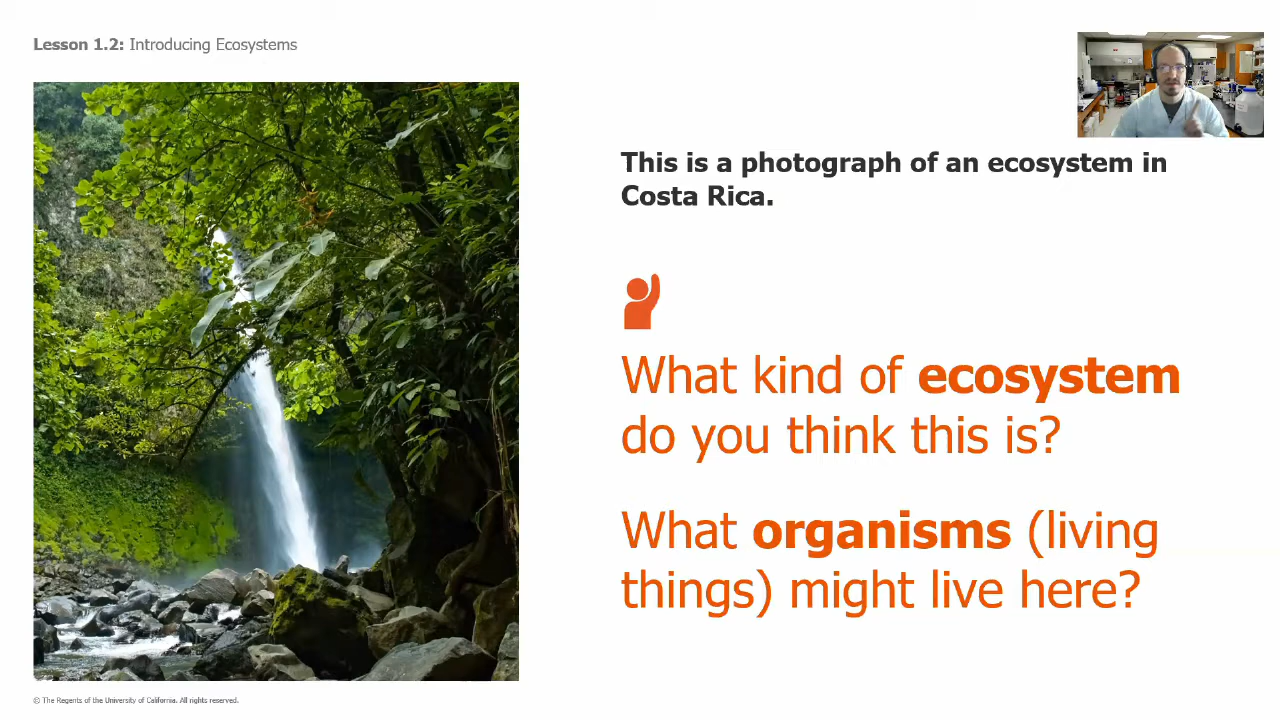 Lesson 1.2: Introducing Ecosystems
This is a photograph of an ecosystem in
Costa Rica.
What kind of ecosystem
do you think this is?
What organisms (living
things) might live here?
© The Regents of the University of California. All rights reserved.